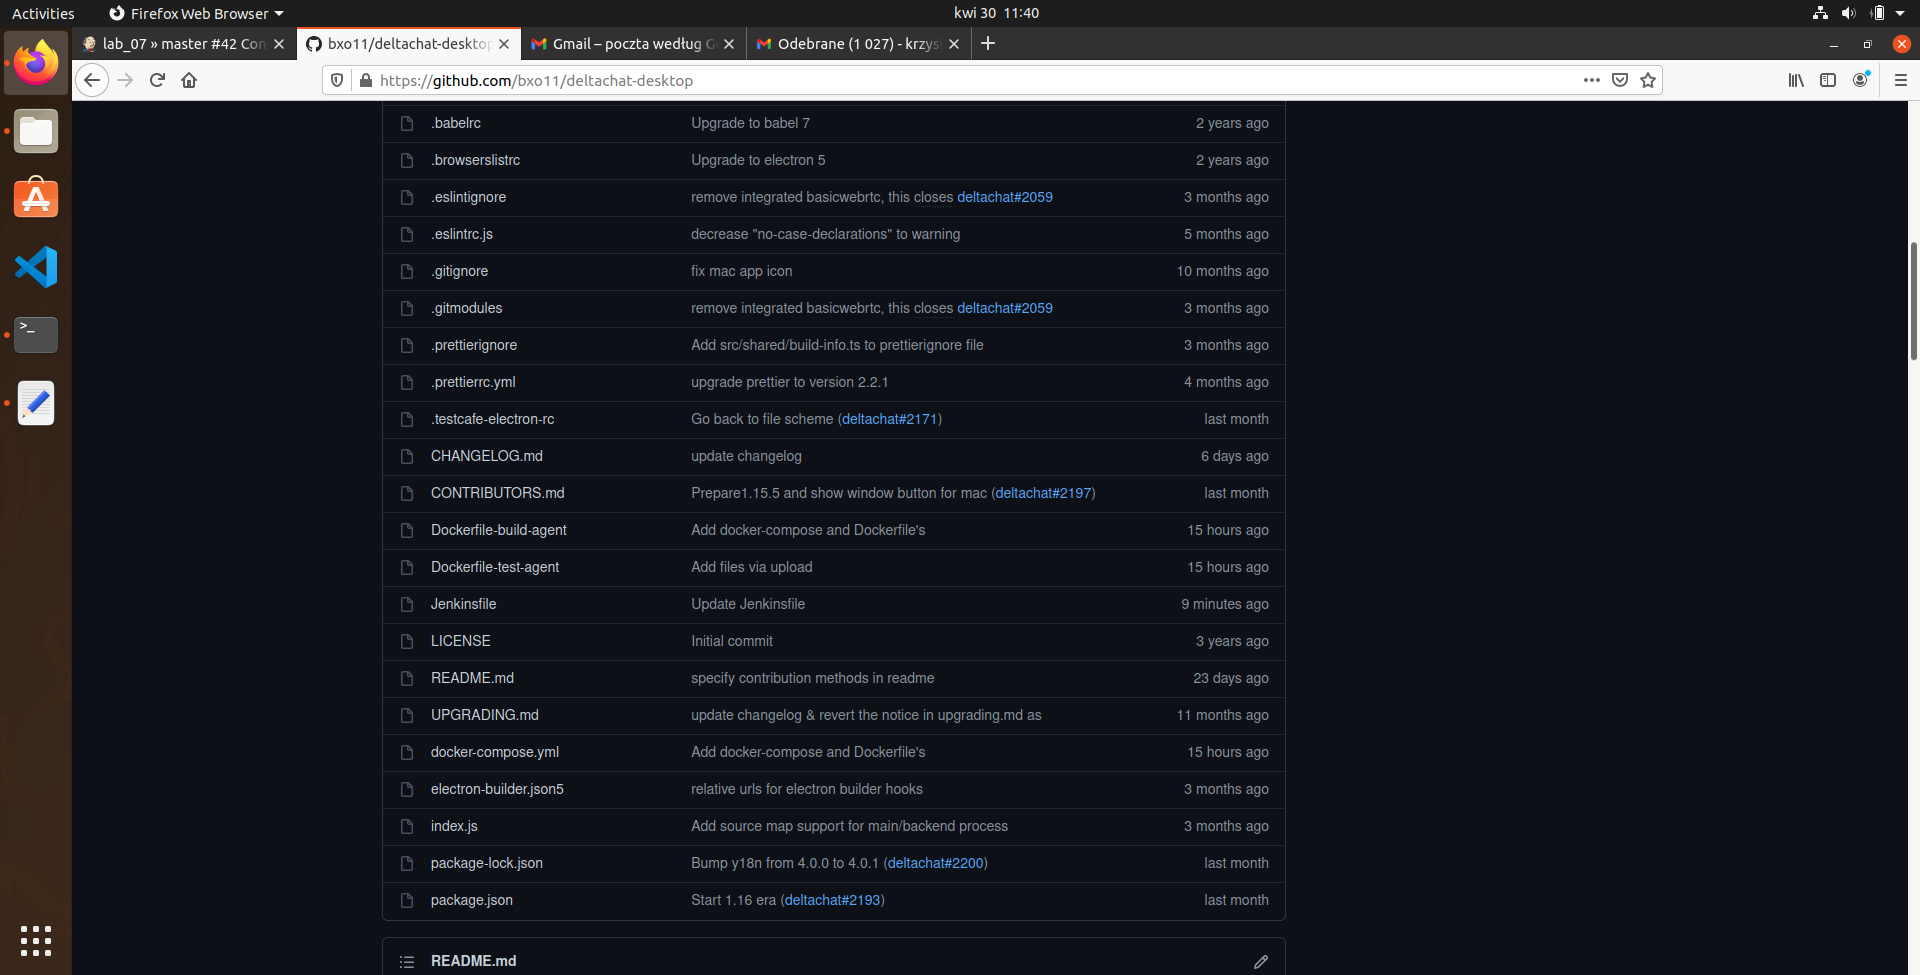 Activities Firefox Web Browser kwi 30 11:40
lab_07 » master #42 Con bxo11/deltachat-desktop Gmail – poczta według G Odebrane (1 027) - krzys
https://github.com/bxo11/deltachat-desktop
.babelrc Upgrade to babel 7 2 years ago
.browserslistrc Upgrade to electron 5 2 years ago
.eslintignore remove integrated basicwebrtc, this closes deltachat#2059 3 months ago
.eslintrc.js decrease "no-case-declarations" to warning 5 months ago
.gitignore fix mac app icon 10 months ago
.gitmodules remove integrated basicwebrtc, this closes deltachat#2059 3 months ago
.prettierignore Add src/shared/build-info.ts to prettierignore file 3 months ago
.prettierrc.yml upgrade prettier to version 2.2.1 4 months ago
.testcafe-electron-rc Go back to file scheme (deltachat#2171) last month
CHANGELOG.md update changelog 6 days ago
CONTRIBUTORS.md Prepare1.15.5 and show window button for mac (deltachat#2197) last month
Dockerfile-build-agent Add docker-compose and Dockerfile's 15 hours ago
Dockerfile-test-agent Add files via upload 15 hours ago
Jenkinsfile Update Jenkinsfile 9 minutes ago
LICENSE Initial commit 3 years ago
README.md specify contribution methods in readme 23 days ago
UPGRADING.md update changelog & revert the notice in upgrading.md as 11 months ago
docker-compose.yml Add docker-compose and Dockerfile's 15 hours ago
electron-builder.json5 relative urls for electron builder hooks 3 months ago
index.js Add source map support for main/backend process 3 months ago
package-lock.json Bump y18n from 4.0.0 to 4.0.1 (deltachat#2200) last month
package.json Start 1.16 era (deltachat#2193) last month
README.md